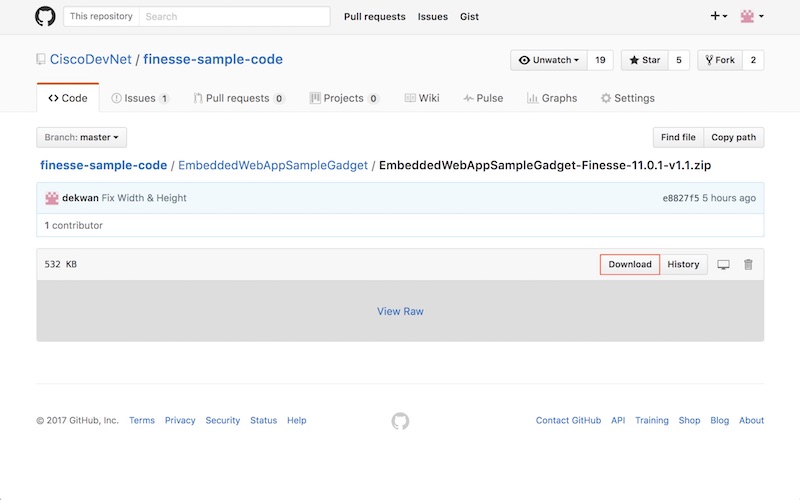 This repository Search Pull requests Issues Gist
CiscoDevNet / finesse-sample-code Unwatch 19 Star 5 Fork 2
Code Issues 1 Pull requests 0 Projects 0 Wiki Pulse Graphs Settings
Branch: master Find file Copy path
finesse-sample-code / EmbeddedWebAppSampleGadget / EmbeddedWebAppSampleGadget-Finesse-11.0.1-v1.1.zip
dekwan Fix Width & Height e8827f5 5 hours ago
1 contributor
532 KB Download History
View Raw
© 2017 GitHub, Inc. Terms Privacy Security Status Help Contact GitHub API Training Shop Blog About